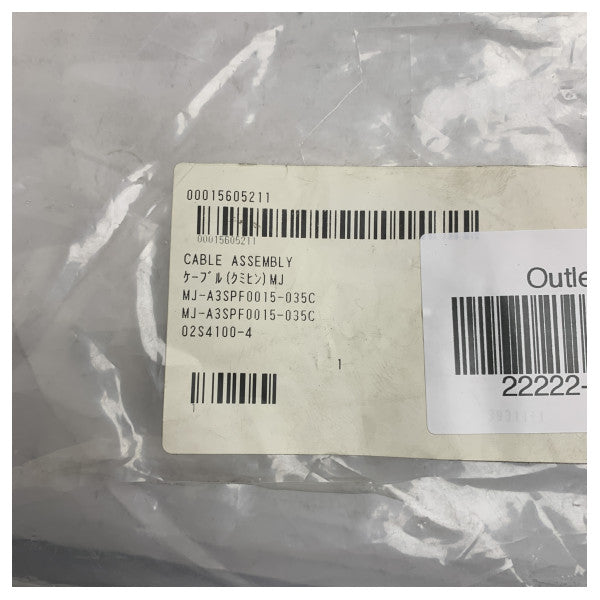 00015605211
00015605211
CABLE ASSEMBLY
ｹｰﾌﾞﾙ(ｸﾐﾋﾝ)MJ
MJ-A3SPF0015-035C
MJ-A3SPF0015-035C
02S4100-4
1
Outle
22222-